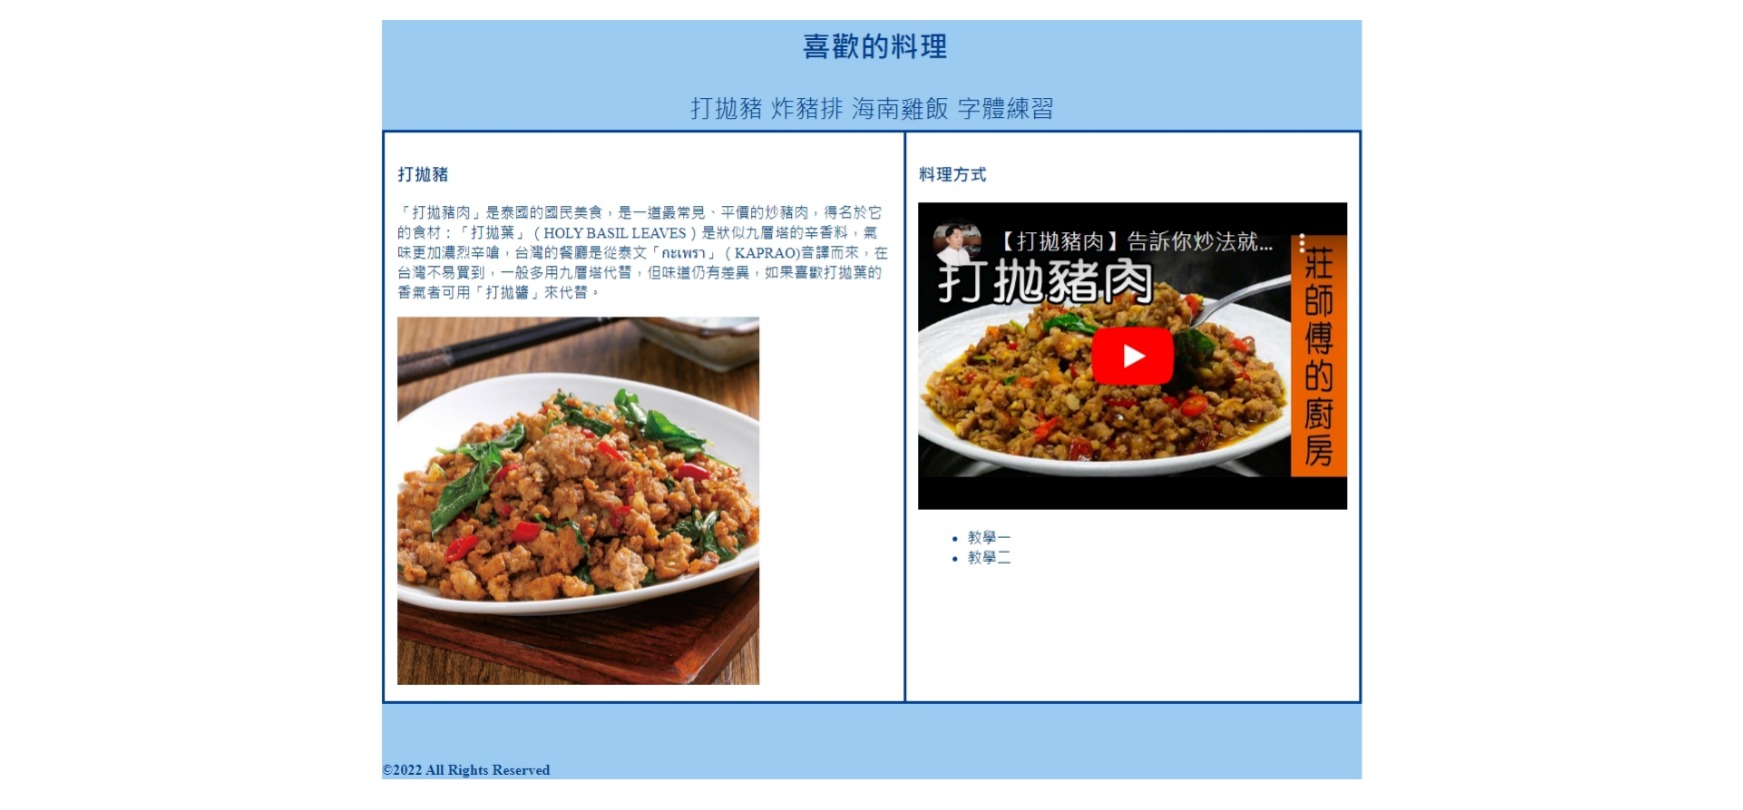 喜歡的料理
打拋豬 炸豬排 海南雞飯 字體練習
打拋豬
「打拋豬肉」是泰國的國民美食，是一道最常見、平價的炒豬肉，得名於它
的食材：「打拋葉」（HOLY BASIL LEAVES）是狀似九層塔的辛香料，氣
味更加濃烈辛嗆，台灣的餐廳是從泰文「กะเพรา」（KAPRAO)音譯而來，在
台灣不易買到，一般多用九層塔代替，但味道仍有差異，如果喜歡打拋葉的
香氣者可用「打拋醬」來代替。
料理方式
【打拋豬肉】告訴你炒法就...
打拋豬肉
莊師傅的廚房
教學一
教學二
©2022 All Rights Reserved